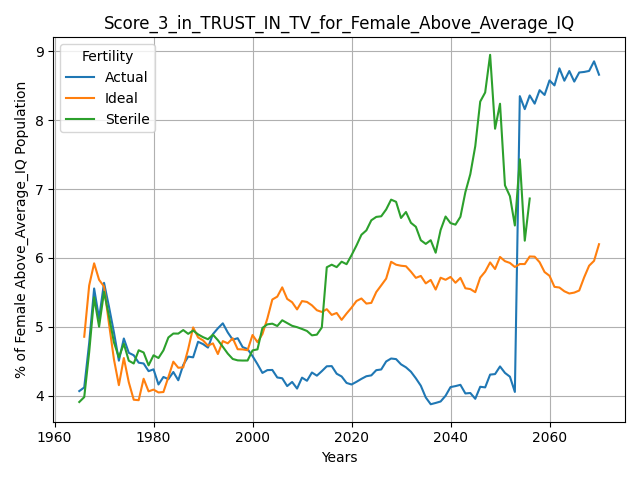 Score_3_in_TRUST_IN_TV_for_Female_Above_Average_IQ
% of Female Above_Average_IQ Population
9
8
7
6
5
4
Fertility
Actual
Ideal
Sterile
1960
1980
2000
2020
2040
2060
Years